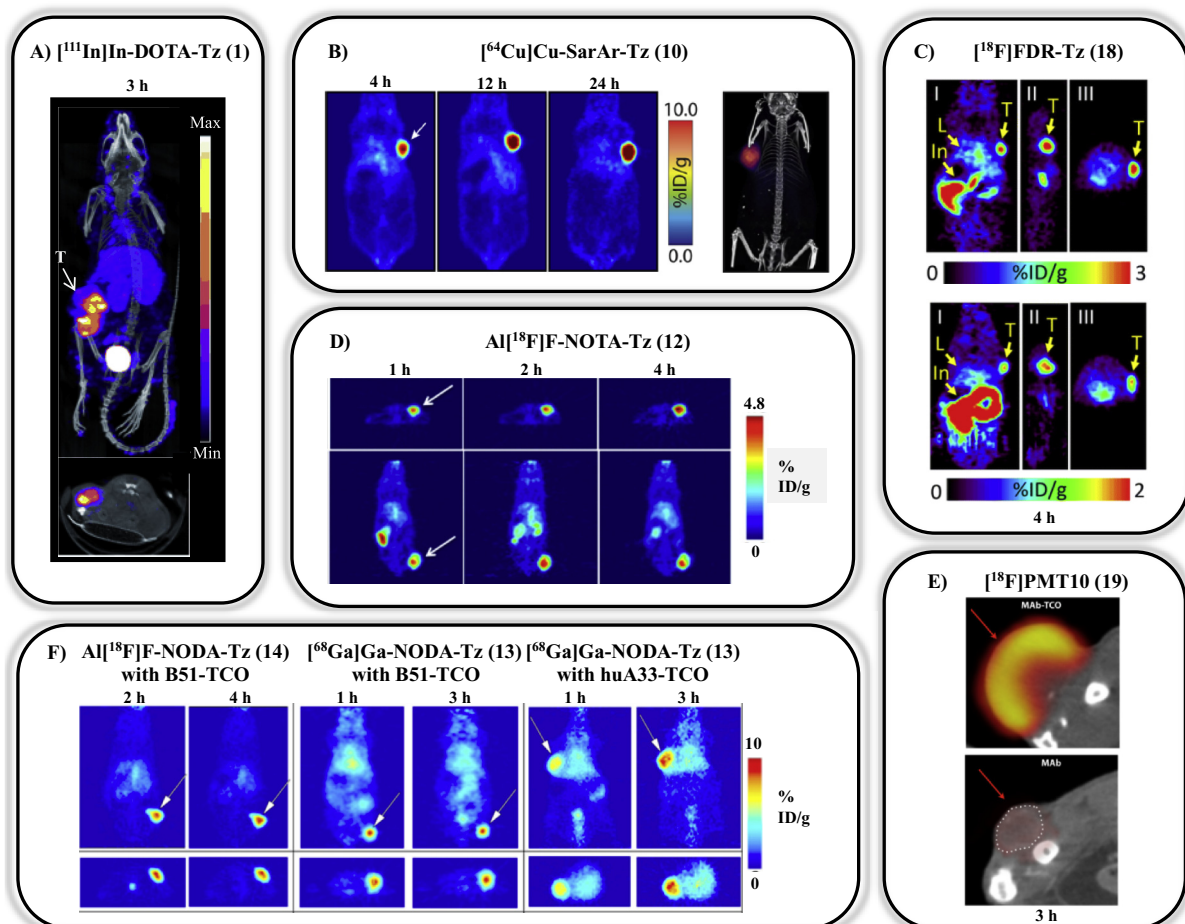 A) [¹¹¹In]In-DOTA-Tz (1)
3 h
Max
T
Min
B) [⁶⁴Cu]Cu-SarAr-Tz (10)
4 h 12 h 24 h
10.0
%ID/g
0.0
C) [¹⁸F]FDR-Tz (18)
I II III
T T
L T
In
0 %ID/g 3
I II III
T T
L T
In
0 %ID/g 2
4 h
D) Al[¹⁸F]F-NOTA-Tz (12)
1 h 2 h 4 h
4.8
%
ID/g
0
E) [¹⁸F]PMT10 (19)
MAb-TCO
MAb
3 h
F) Al[¹⁸F]F-NODA-Tz (14) [⁶⁸Ga]Ga-NODA-Tz (13) [⁶⁸Ga]Ga-NODA-Tz (13)
with B51-TCO with B51-TCO with huA33-TCO
2 h 4 h 1 h 3 h 1 h 3 h
10
%
ID/g
0